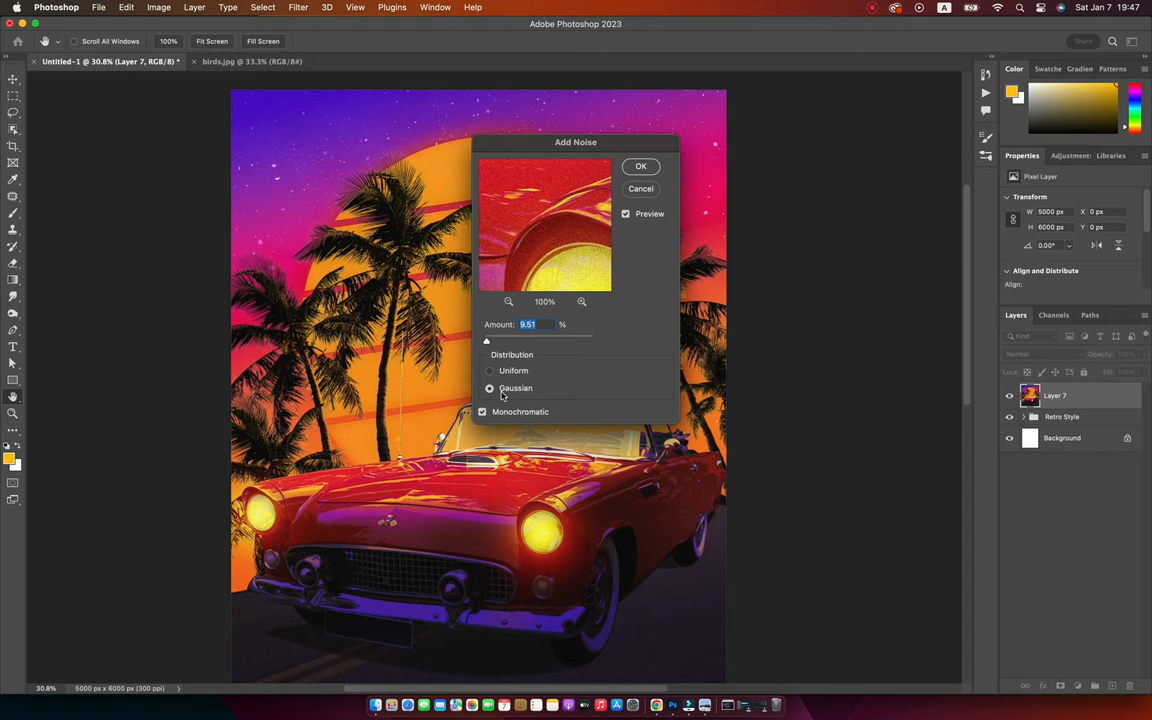 Photoshop File Edit Image Layer Type Select Filter 3D View Plugins Window Help A Sat Jan 7 19:47
Adobe Photoshop 2023
Scroll All Windows 100% Fit Screen Fill Screen Share
× Untitled-1 @ 30.8% (Layer 7, RGB/8) * × birds.jpg @ 33.3% (RGB/8#)
Color Swatche Gradien Patterns
Add Noise
OK
Cancel
Preview
100%
Amount: 9.51 %
Distribution
Uniform
Gaussian
Monochromatic
Properties Adjustment: Libraries
Pixel Layer
Transform
W 5000 px X 0 px
H 6000 px Y 0 px
0.00°
Align and Distribute
Align:
Layers Channels Paths
Kind
Normal Opacity: 100%
Lock: Fill: 100%
Layer 7
Retro Style
Background
30.8% 5000 px x 6000 px (300 ppi)